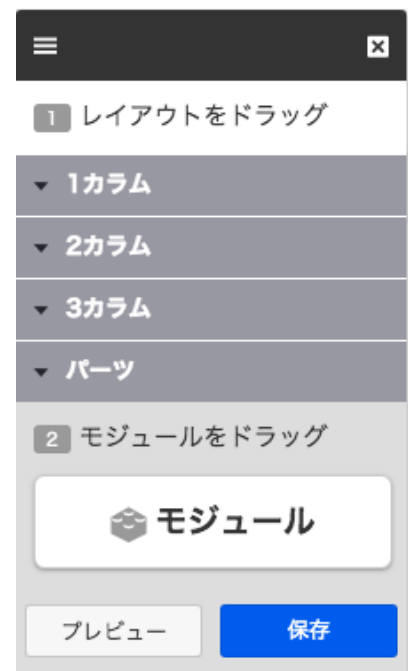 1 レイアウトをドラッグ
1カラム
2カラム
3カラム
パーツ
2 モジュールをドラッグ
モジュール
プレビュー 保存